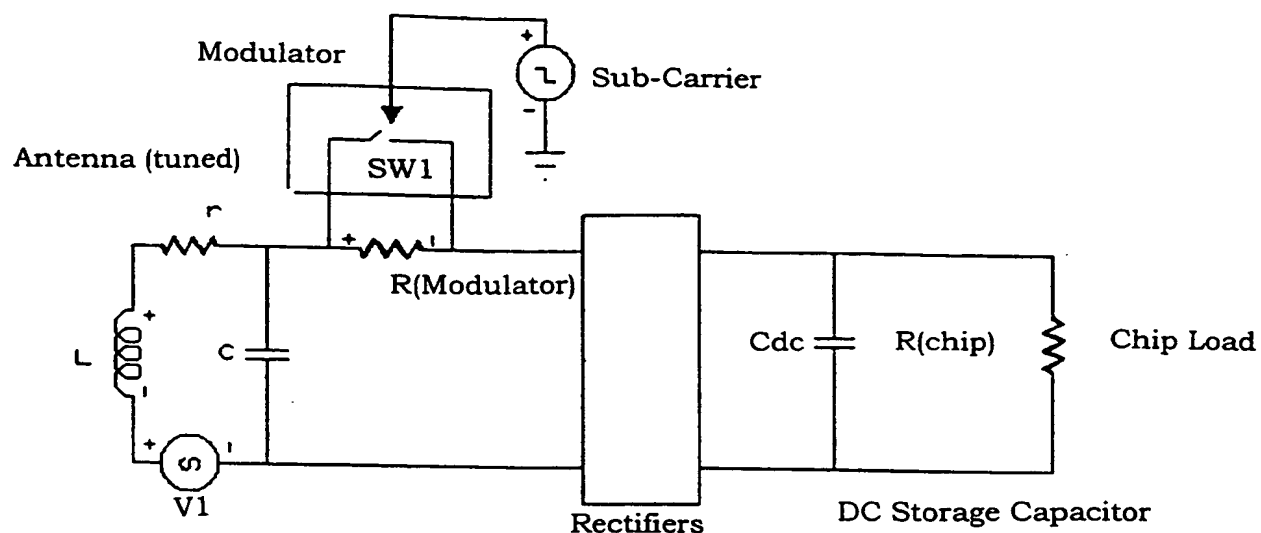 Modulator
+
Sub-Carrier
-
Antenna (tuned)
SW1
r
+ -
R(Modulator)
+
L
C
Cdc
R(chip)
Chip Load
-
+ -
V1
Rectifiers
DC Storage Capacitor